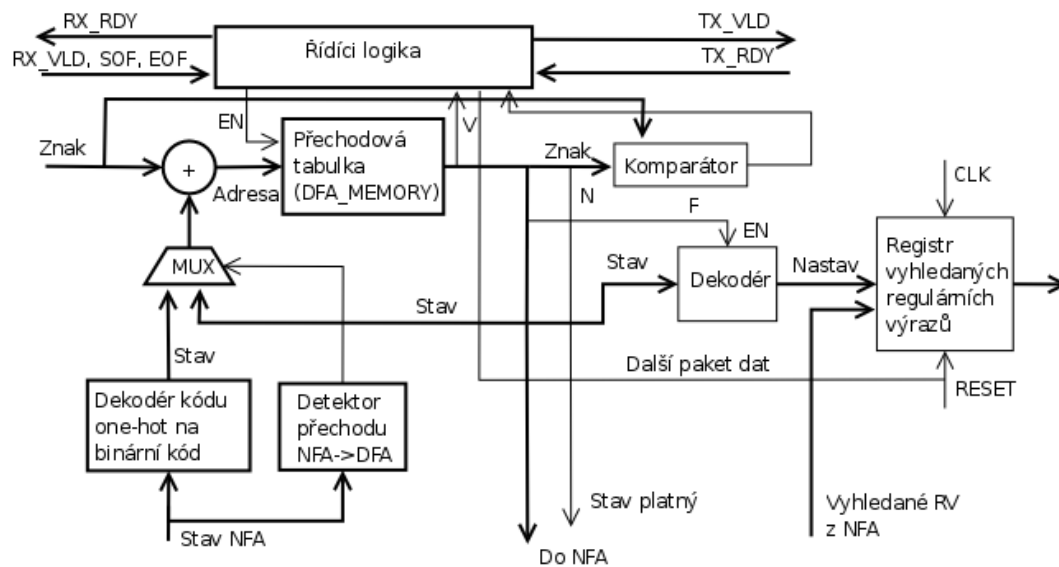 RX_RDY
TX_VLD
Řídíci logika
RX_VLD, SOF, EOF
TX_RDY
EN
V
Znak
+
Adresa
Přechodová
tabulka
(DFA_MEMORY)
Znak
Komparátor
N
F
EN
CLK
MUX
Stav
Stav
Dekodér
Nastav
Registr
vyhledaných
regulárních
výrazů
Stav
Další paket dat
RESET
Dekodér kódu
one-hot na
binární kód
Detektor
přechodu
NFA->DFA
Stav platný
Vyhledané RV
z NFA
Stav NFA
Do NFA